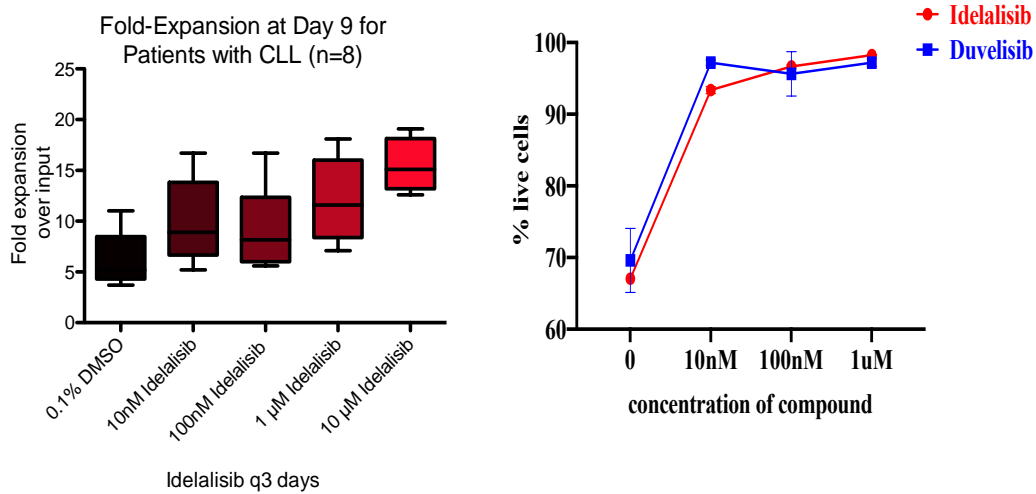 Fold-Expansion at Day 9 for
Patients with CLL (n=8)
Fold expansion
over input
25
20
15
10
5
0
0.1% DMSO
10nM Idelalisib
100nM Idelalisib
1 µM Idelalisib
10 µM Idelalisib
Idelalisib q3 days
Idelalisib
Duvelisib
% live cells
100
90
80
70
60
0
10nM
100nM
1uM
concentration of compound